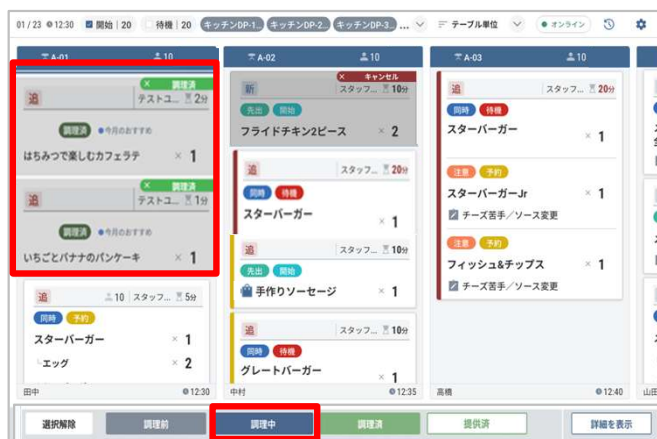 01 / 23 12:30 開始 | 20 待機 | 20 キッチンDP-1... キッチンDP-2... キッチンDP-3... ... テーブル単位 オンライン
A-01 10
調理済
追 テストユ... 2分
調理済 今月のおすすめ
はちみつで楽しむカフェラテ × 1
調理済
追 テストユ... 1分
調理済 今月のおすすめ
いちごとバナナのパンケーキ × 1
追 10 スタッフ... 5分
同時 予約
スターバーガー × 1
エッグ × 2
田中 12:30
A-02 10
× キャンセル
新 スタッフ... 10分
先出 開始
フライドチキン2ピース × 2
追 スタッフ... 20分
同時 待機
スターバーガー × 1
追 スタッフ... 10分
先出 開始
手作りソーセージ × 1
追 スタッフ... 10分
同時 待機
グレートバーガー × 1
中村 12:35
A-03 10
追 スタッフ... 20分
同時 待機
スターバーガー × 1
注意 予約
スターバーガーJr × 1
チーズ苦手／ソース変更
注意 予約
フィッシュ&チップス × 1
チーズ苦手／ソース変更
高橋 12:40
山田
選択解除 調理前 調理中 調理済 提供済 詳細を表示